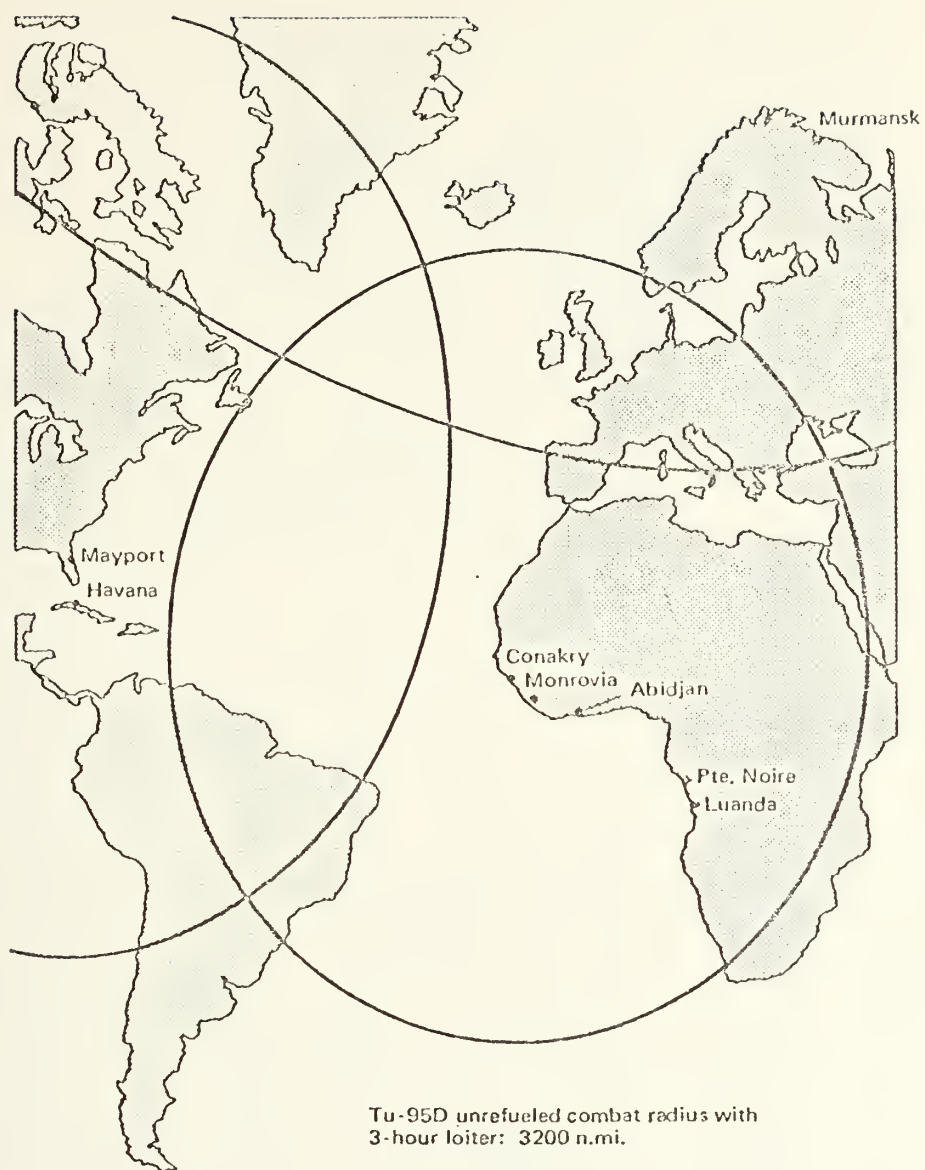 Murmansk
Mayport
Havana
Conakry
Monrovia
Abidjan
Pte. Noire
Luanda
Tu-95D unrefueled combat radius with
3-hour loiter: 3200 n.mi.